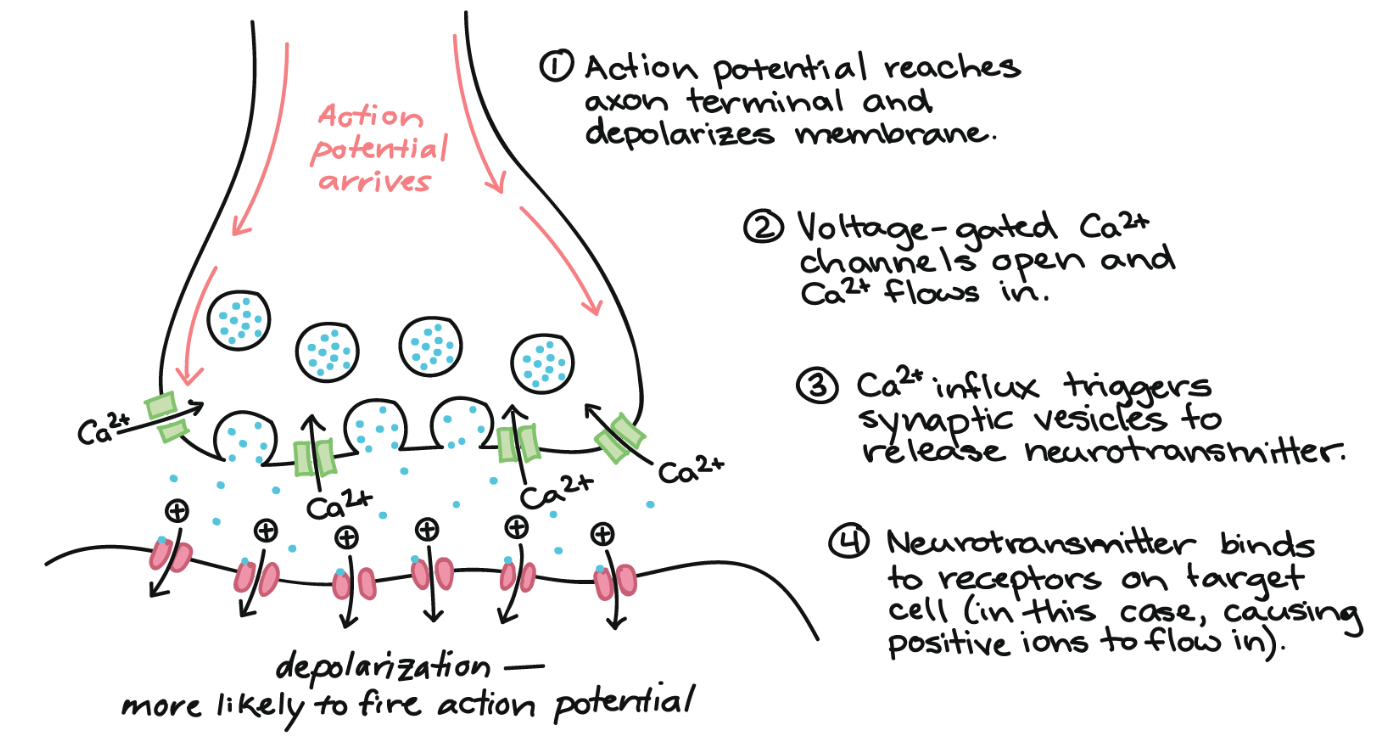 Action
potential
arrives
① Action potential reaches
axon terminal and
depolarizes membrane.
② Voltage-gated Ca²⁺
channels open and
Ca²⁺ flows in.
③ Ca²⁺ influx triggers
synaptic vesicles to
release neurotransmitter.
④ Neurotransmitter binds
to receptors on target
cell (in this case, causing
positive ions to flow in).
Ca²⁺
Ca²⁺
Ca²⁺
Ca²⁺
+
+
+
+
+
+
depolarization —
more likely to fire action potential